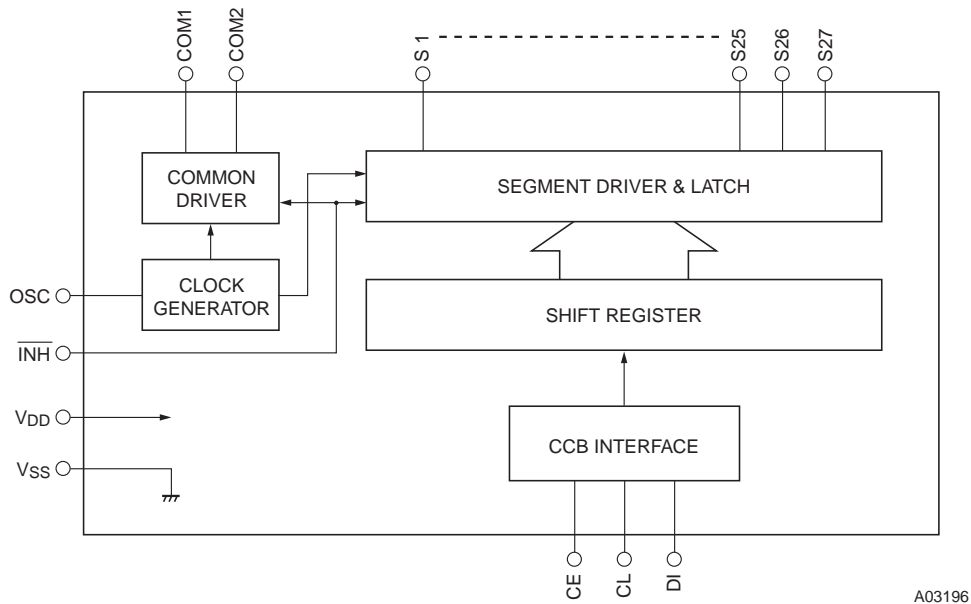 COM1
COM2
S 1
S25
S26
S27
COMMON
DRIVER
SEGMENT DRIVER & LATCH
CLOCK
GENERATOR
OSC
SHIFT REGISTER
INH
VDD
CCB INTERFACE
VSS
CE
CL
DI
A03196